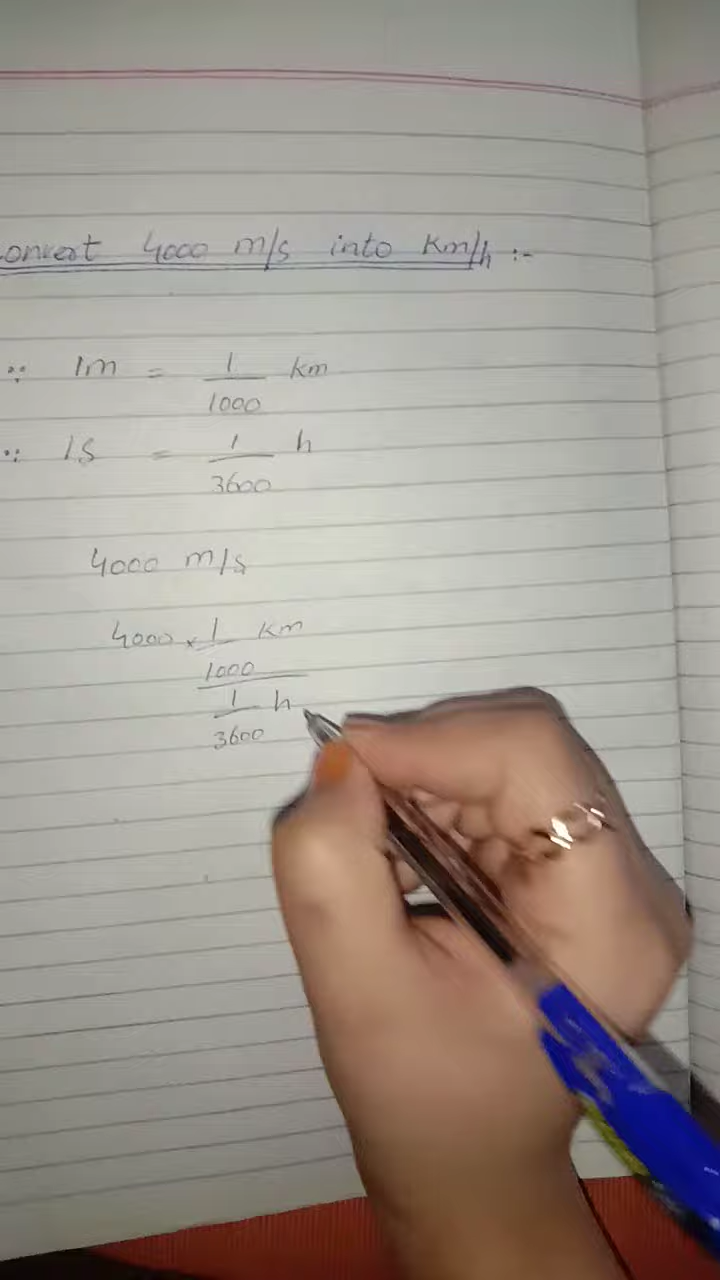 onvert 4000 m/s into Km/h :-
∵ 1m = 1/1000 km
∵ 1s = 1/3600 h
4000 m/s
4000 × 1/1000 km
1/3600 h